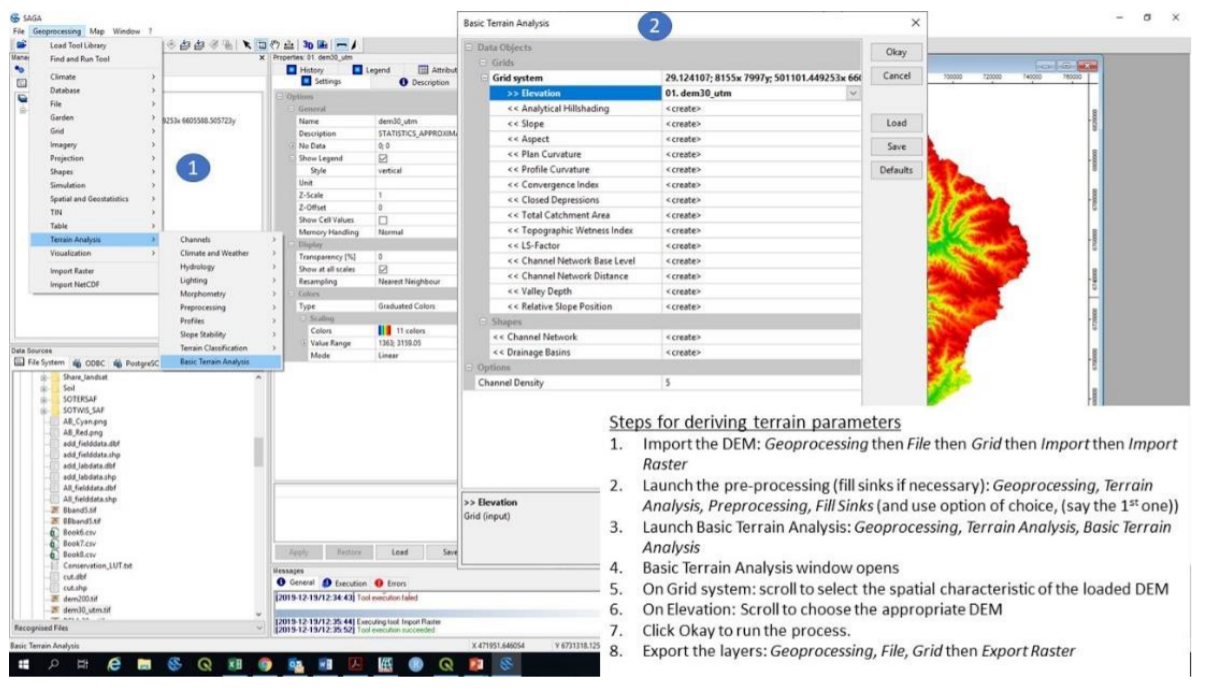 SAGA
File Geoprocessing Map Window ?
Load Tool Library
Find and Run Tool
Climate
Database
File
Garden
Grid
Imagery
Projection
Shapes
Simulation
Spatial and Geostatistics
TIN
Table
Terrain Analysis
Visualization
Import Raster
Import NetCDF
1
Channels
Climate and Weather
Hydrology
Lighting
Morphometry
Preprocessing
Profiles
Slope Stability
Terrain Classification
Basic Terrain Analysis
9253x 6605588.505723y
Properties: 01. dem30_utm
History Legend Attribut
Settings Description
Options
General
Name dem30_utm
Description STATISTICS_APPROXIMA
No Data 0; 0
Show Legend
Style vertical
Unit
Z-Scale 1
Z-Offset 0
Show Cell Values
Memory Handling Normal
Display
Transparency [%] 0
Show at all scales
Resampling Nearest Neighbour
Colors
Type Graduated Colors
Scaling
Colors 11 colors
Value Range 1363; 3159.05
Mode Linear
Apply Restore Load Save
Data Sources
File System ODBC PostgreSC
Share_landsat
Soil
SOTERSAF
SOTWIS_SAF
AB_Cyan.png
AB_Red.png
add_fielddata.dbf
add_fielddata.shp
add_labdata.dbf
add_labdata.shp
All_fielddata.dbf
All_fielddata.shp
Bband5.tif
BBband5.tif
Book6.csv
Book7.csv
Book8.csv
Conservation_LUT.txt
cut.dbf
cut.shp
dem200.tif
dem30_utm.tif
Recognised Files
Messages
General Execution Errors
[2019-12-19/12:34:43] Tool execution failed
[2019-12-19/12:35:44] Executing tool: Import Raster
[2019-12-19/12:35:52] Tool execution succeeded
Basic Terrain Analysis X 471951.646054 Y 6731318.125
Basic Terrain Analysis
2
Data Objects
Grids
Grid system 29.124107; 8155x 7997y; 501101.449253x 660
>> Elevation 01. dem30_utm
<< Analytical Hillshading <create>
<< Slope <create>
<< Aspect <create>
<< Plan Curvature <create>
<< Profile Curvature <create>
<< Convergence Index <create>
<< Closed Depressions <create>
<< Total Catchment Area <create>
<< Topographic Wetness Index <create>
<< LS-Factor <create>
<< Channel Network Base Level <create>
<< Channel Network Distance <create>
<< Valley Depth <create>
<< Relative Slope Position <create>
Shapes
<< Channel Network <create>
<< Drainage Basins <create>
Options
Channel Density 5
>> Elevation
Grid (input)
Okay
Cancel
Load
Save
Defaults
700000 720000 740000 760000
Steps for deriving terrain parameters
1. Import the DEM: Geoprocessing then File then Grid then Import then Import
Raster
2. Launch the pre-processing (fill sinks if necessary): Geoprocessing, Terrain
Analysis, Preprocessing, Fill Sinks (and use option of choice, (say the 1st one))
3. Launch Basic Terrain Analysis: Geoprocessing, Terrain Analysis, Basic Terrain
Analysis
4. Basic Terrain Analysis window opens
5. On Grid system: scroll to select the spatial characteristic of the loaded DEM
6. On Elevation: Scroll to choose the appropriate DEM
7. Click Okay to run the process.
8. Export the layers: Geoprocessing, File, Grid then Export Raster